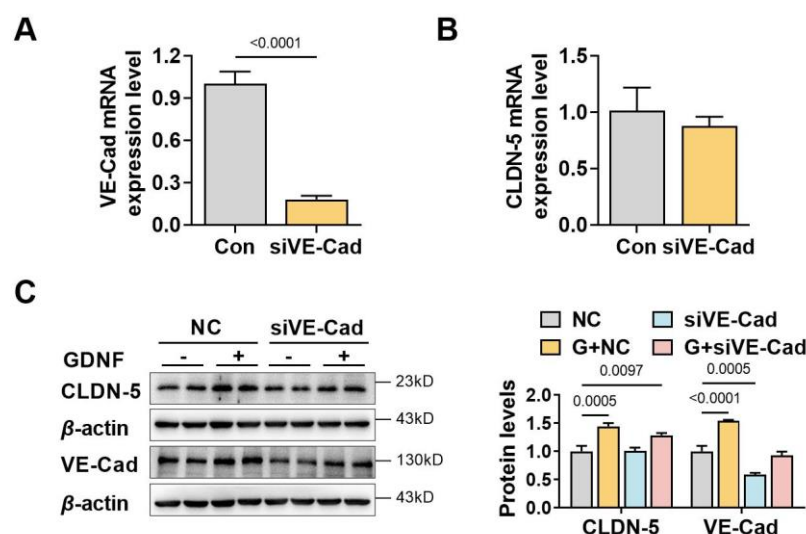 A
<0.0001
VE-Cad mRNA
expression level
1.2
0.9
0.6
0.3
0.0
Con siVE-Cad
B
CLDN-5 mRNA
expression level
1.5
1.0
0.5
0.0
Con siVE-Cad
C
NC siVE-Cad
GDNF - + - +
CLDN-5 23kD
β-actin 43kD
VE-Cad 130kD
β-actin 43kD
NC siVE-Cad
G+NC G+siVE-Cad
0.0097 0.0005
0.0005 <0.0001
Protein levels
2.0
1.5
1.0
0.5
0.0
CLDN-5 VE-Cad